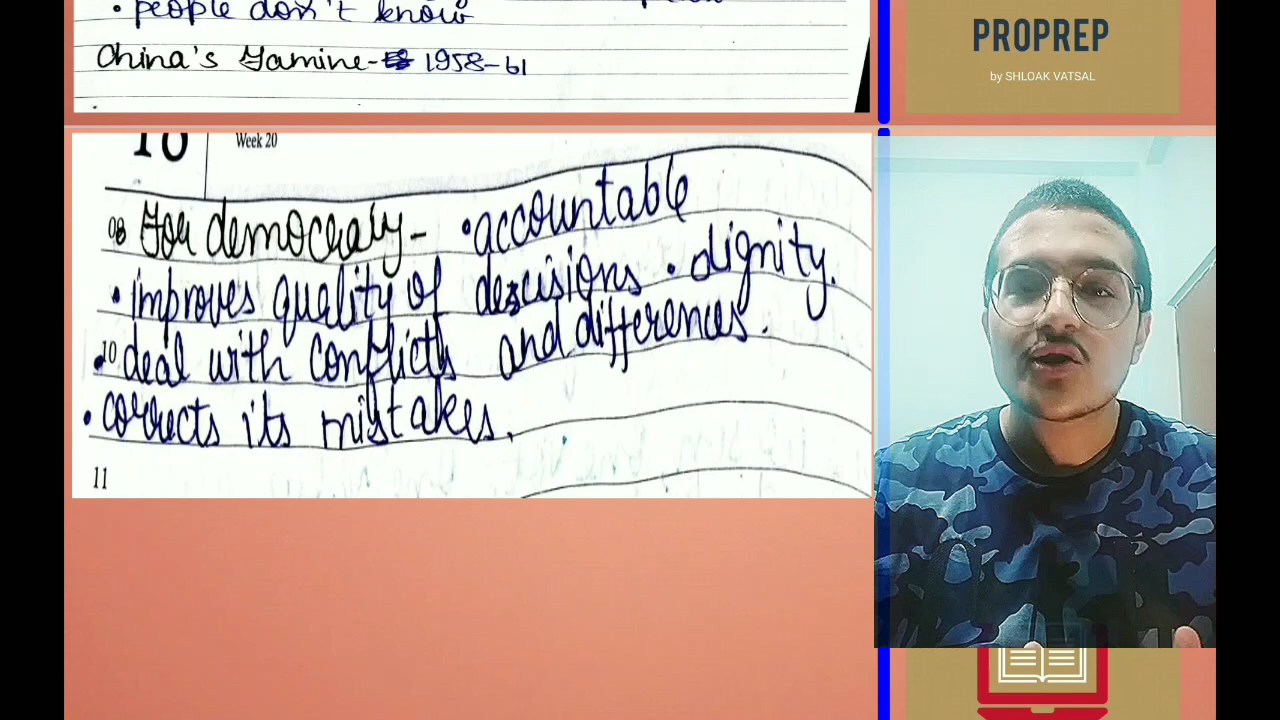 • people don't know
China's Famine- 1958-61
PROPREP
by SHLOAK VATSAL
Week 20
08 For democracy- • accountable
• improves quality of decisions • dignity.
10 • deal with conflicts and differences.
• corrects its mistakes.
11